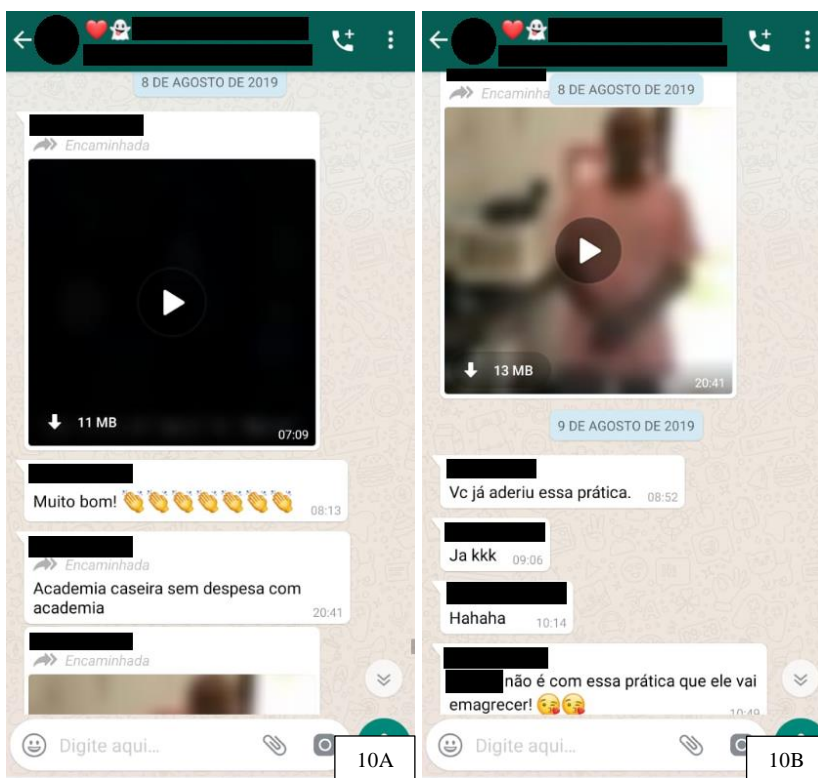 8 DE AGOSTO DE 2019
Encaminhada
11 MB
07:09
Muito bom! 👏👏👏👏👏👏👏
08:13
Encaminhada
Academia caseira sem despesa com
academia
20:41
Encaminhada
Digite aqui...
10A
Encaminha
8 DE AGOSTO DE 2019
13 MB
20:41
9 DE AGOSTO DE 2019
Vc já aderiu essa prática. 08:52
Ja kkk 09:06
Hahaha 10:14
não é com essa prática que ele vai
emagrecer! 😘😘 10:49
Digite aqui...
10B